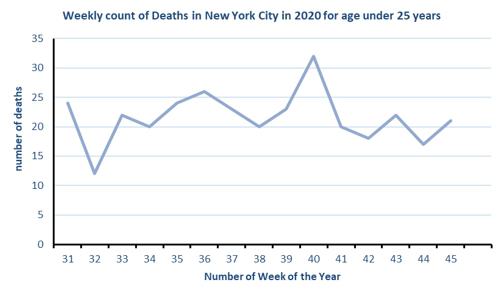 Weekly count of Deaths in New York City in 2020 for age under 25 years
number of deaths
35
30
25
20
15
10
5
0
31 32 33 34 35 36 37 38 39 40 41 42 43 44 45
Number of Week of the Year